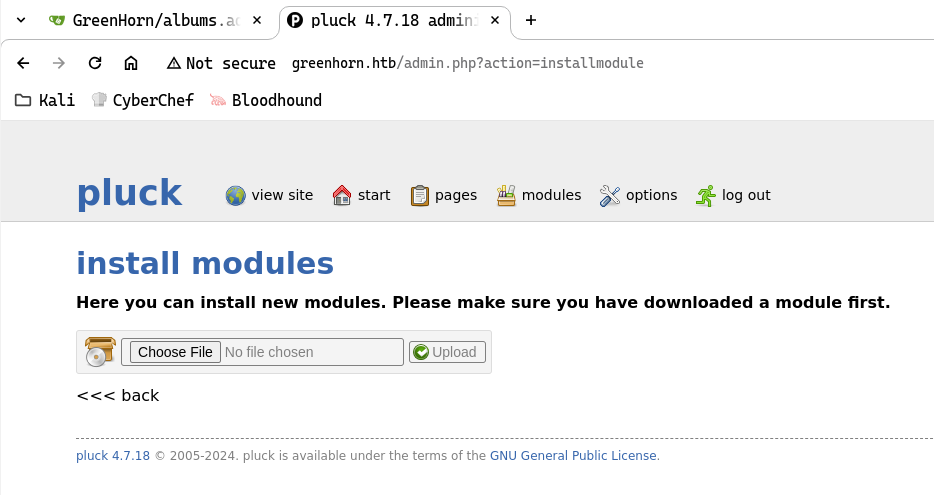 GreenHorn/albums.ad
pluck 4.7.18 admini
Not secure greenhorn.htb/admin.php?action=installmodule
Kali CyberChef Bloodhound
pluck view site start pages modules options log out
install modules
Here you can install new modules. Please make sure you have downloaded a module first.
Choose File No file chosen Upload
<<< back
pluck 4.7.18 © 2005-2024. pluck is available under the terms of the GNU General Public License.